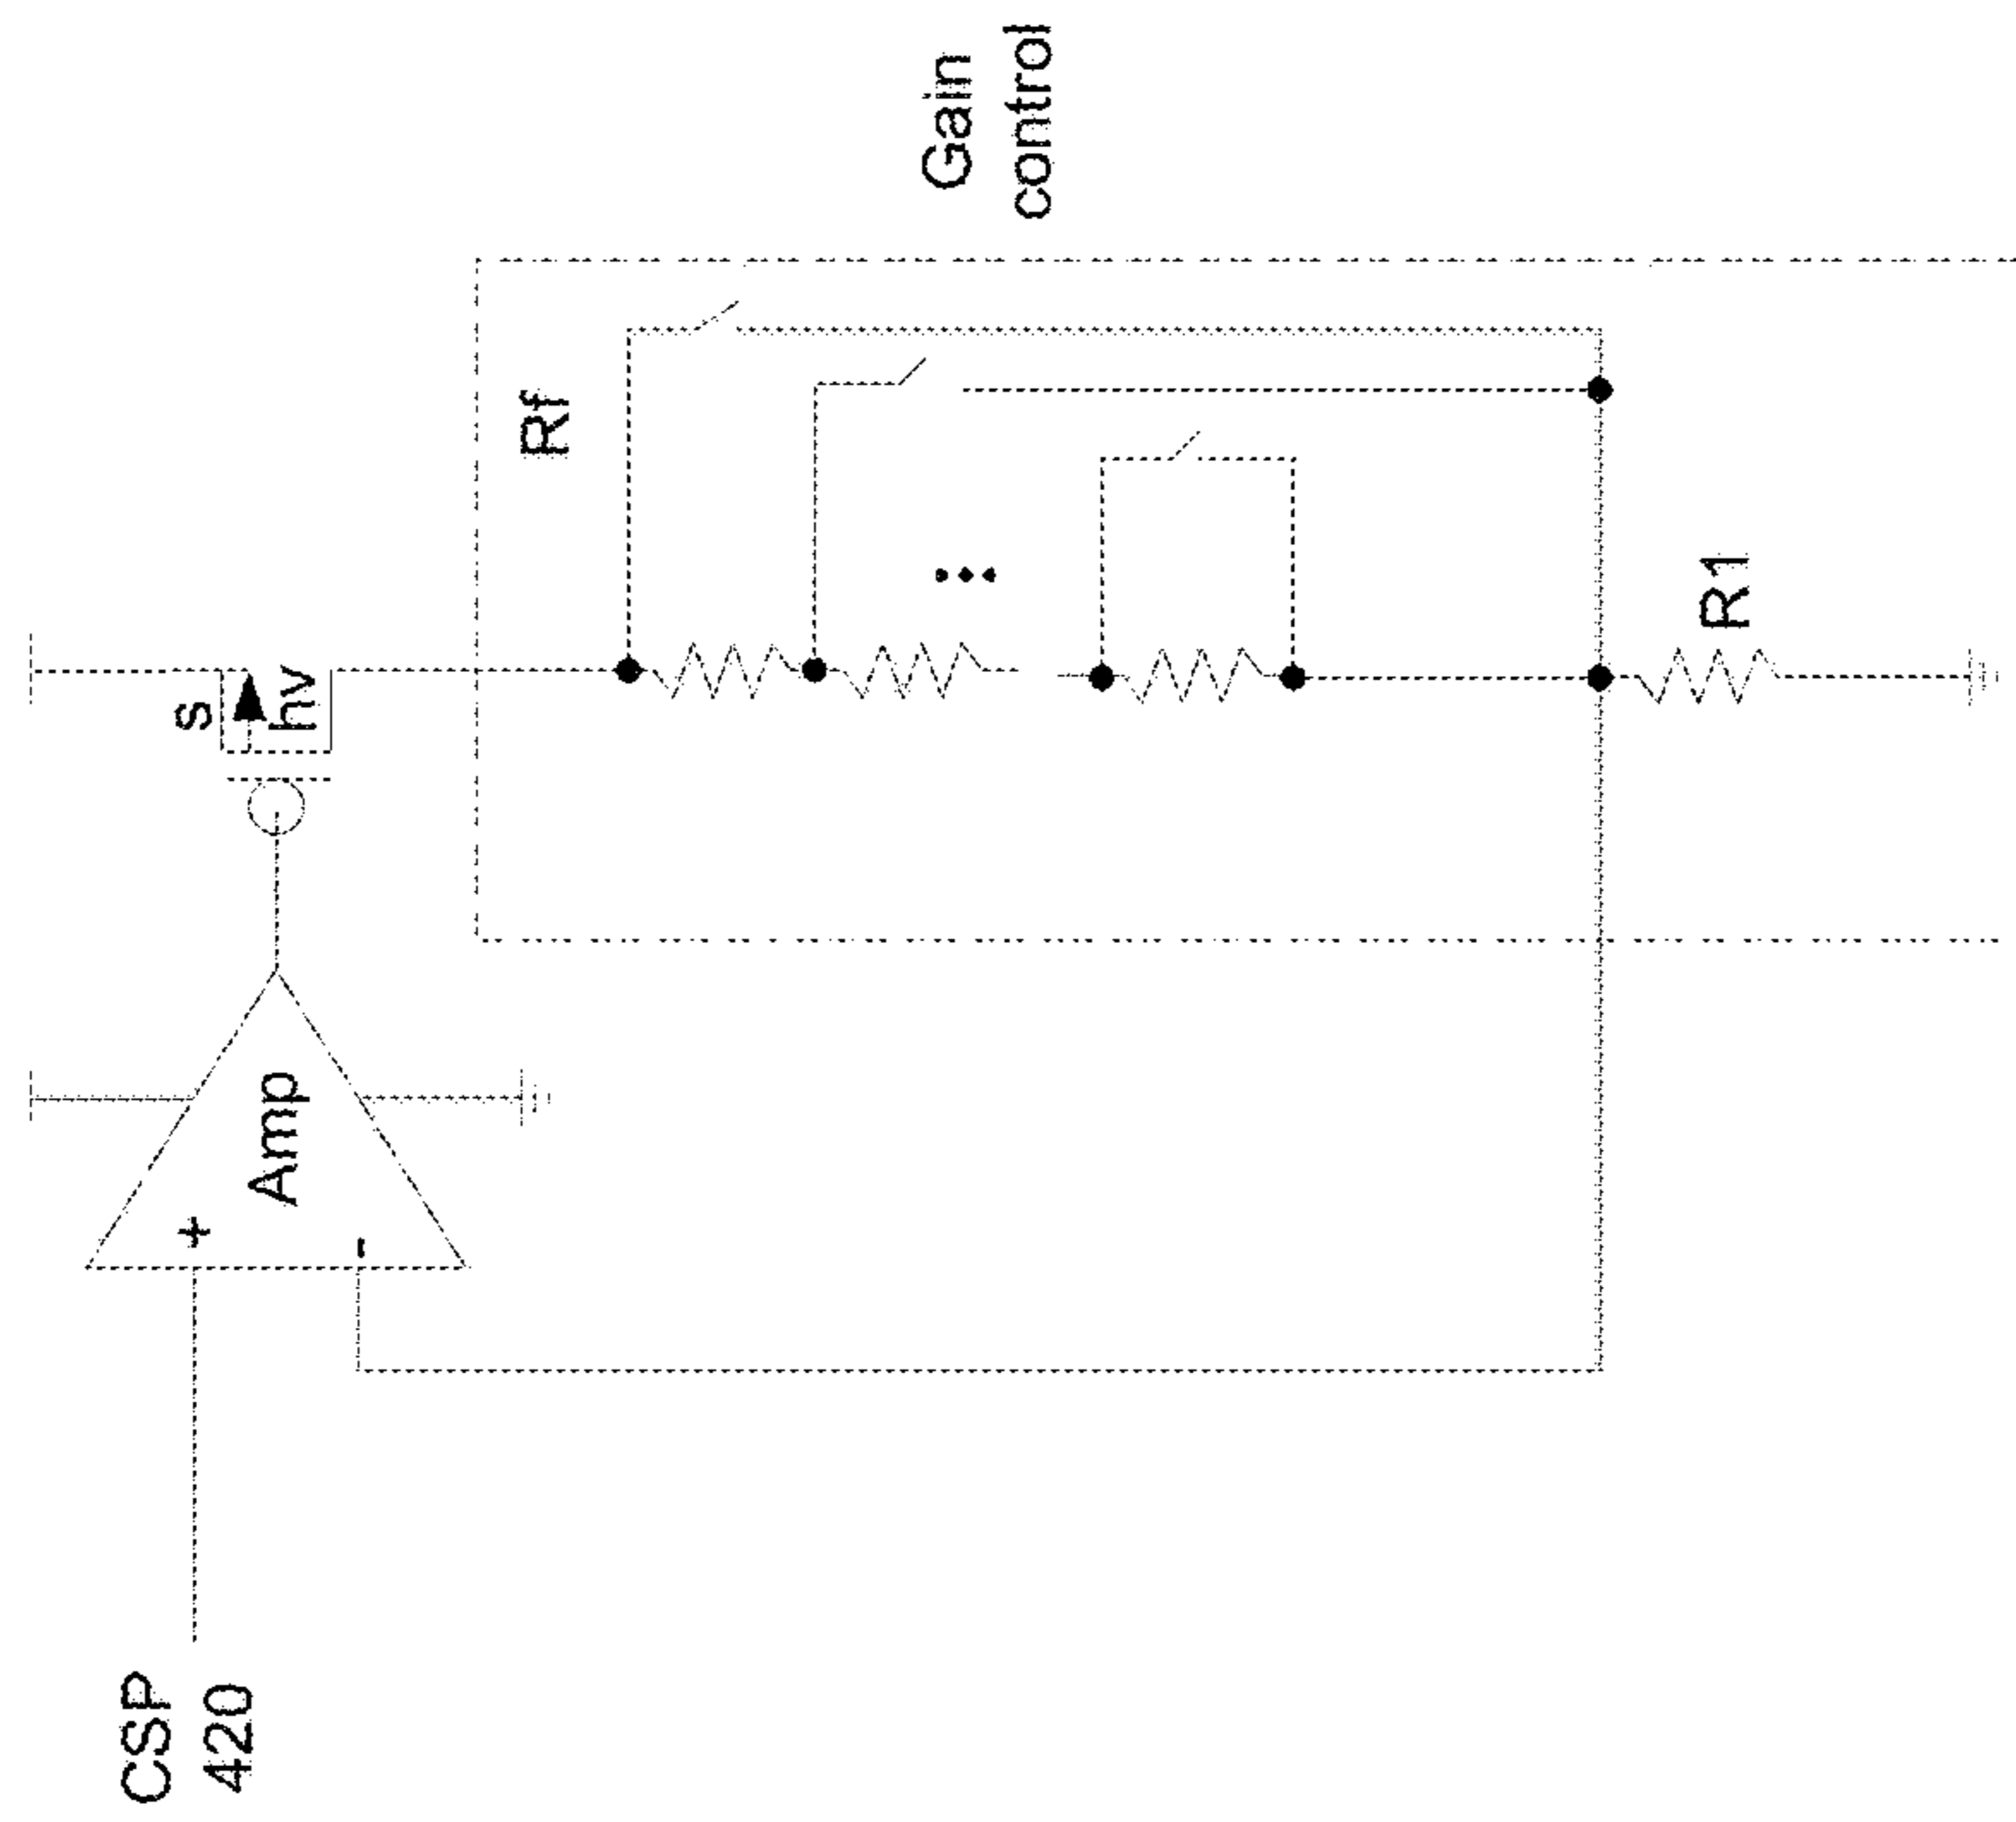 CSP
420
+
-
Amp
s
hv
Rf
R1
Gain
control